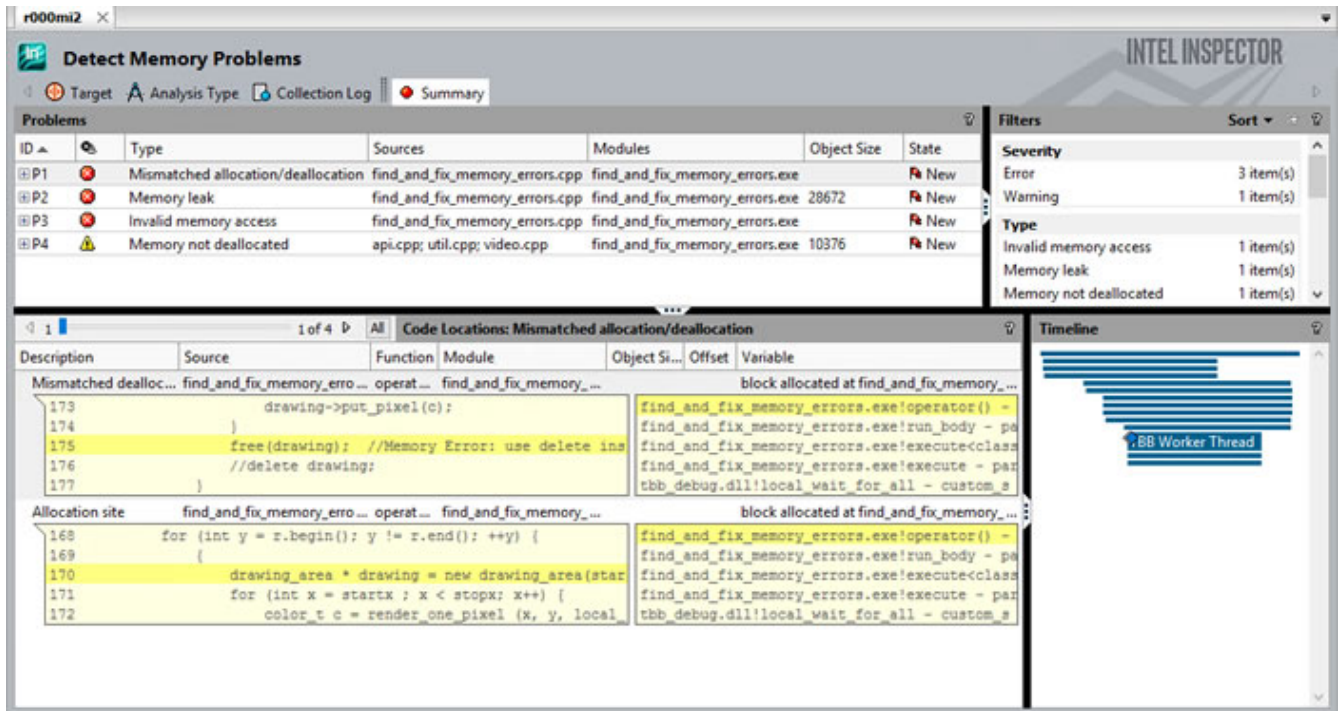 r000mi2
Detect Memory Problems
INTEL INSPECTOR
Target Analysis Type Collection Log Summary
Problems
Filters Sort
ID Type Sources Modules Object Size State
P1 Mismatched allocation/deallocation find_and_fix_memory_errors.cpp find_and_fix_memory_errors.exe New
P2 Memory leak find_and_fix_memory_errors.cpp find_and_fix_memory_errors.exe 28672 New
P3 Invalid memory access find_and_fix_memory_errors.cpp find_and_fix_memory_errors.exe New
P4 Memory not deallocated api.cpp; util.cpp; video.cpp find_and_fix_memory_errors.exe 10376 New
Severity
Error 3 item(s)
Warning 1 item(s)
Type
Invalid memory access 1 item(s)
Memory leak 1 item(s)
Memory not deallocated 1 item(s)
1 1 of 4 All Code Locations: Mismatched allocation/deallocation
Description Source Function Module Object Si... Offset Variable
Mismatched dealloc... find_and_fix_memory_erro... operat... find_and_fix_memory_... block allocated at find_and_fix_memory_...
173 drawing->put_pixel(c);
174 }
175 free(drawing); //Memory Error: use delete ins
176 //delete drawing;
177 }
find_and_fix_memory_errors.exe!operator() -
find_and_fix_memory_errors.exe!run_body - pa
find_and_fix_memory_errors.exe!execute<class
find_and_fix_memory_errors.exe!execute - par
tbb_debug.dll!local_wait_for_all - custom_s
Allocation site find_and_fix_memory_erro... operat... find_and_fix_memory_... block allocated at find_and_fix_memory_...
168 for (int y = r.begin(); y != r.end(); ++y) {
169 {
170 drawing_area * drawing = new drawing_area(star
171 for (int x = startx ; x < stopx; x++) {
172 color_t c = render_one_pixel (x, y, local_
find_and_fix_memory_errors.exe!operator() -
find_and_fix_memory_errors.exe!run_body - pa
find_and_fix_memory_errors.exe!execute<class
find_and_fix_memory_errors.exe!execute - par
tbb_debug.dll!local_wait_for_all - custom_s
Timeline
BB Worker Thread